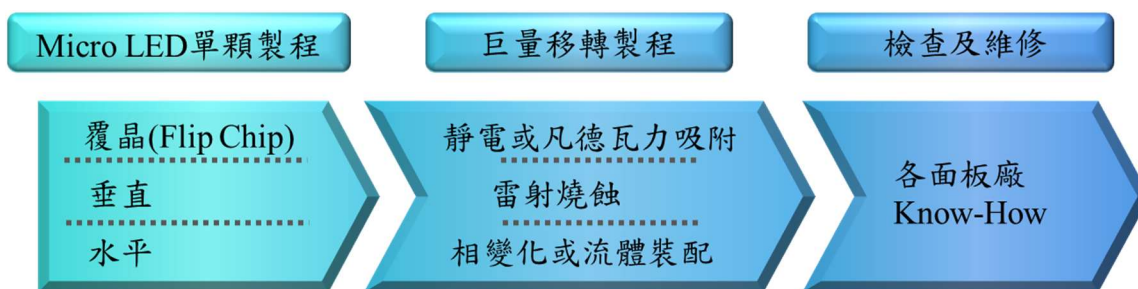 Micro LED單顆製程
巨量移轉製程
檢查及維修
覆晶(Flip Chip)
垂直
水平
靜電或凡德瓦力吸附
雷射燒蝕
相變化或流體裝配
各面板廠
Know-How